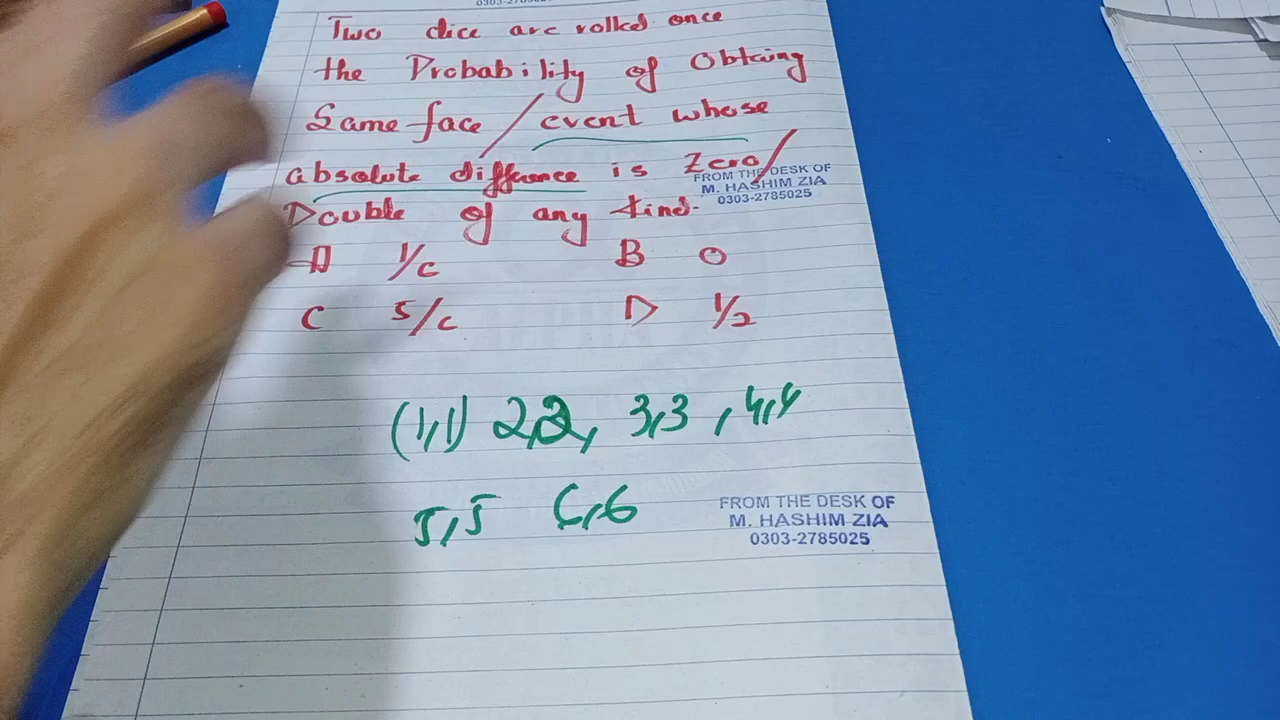 Two dice are rolled once
the Probability of Obtaing
Same face / event whose
absolute difference is Zero/
FROM THE DESK OF
M. HASHIM ZIA
0303-2785025
Double of any kind.
A 1/6 B 0
C 5/6 D 1/2
(1,1) 2,2, 3,3 , 4,4
5,5 6,6
FROM THE DESK OF
M. HASHIM ZIA
0303-2785025